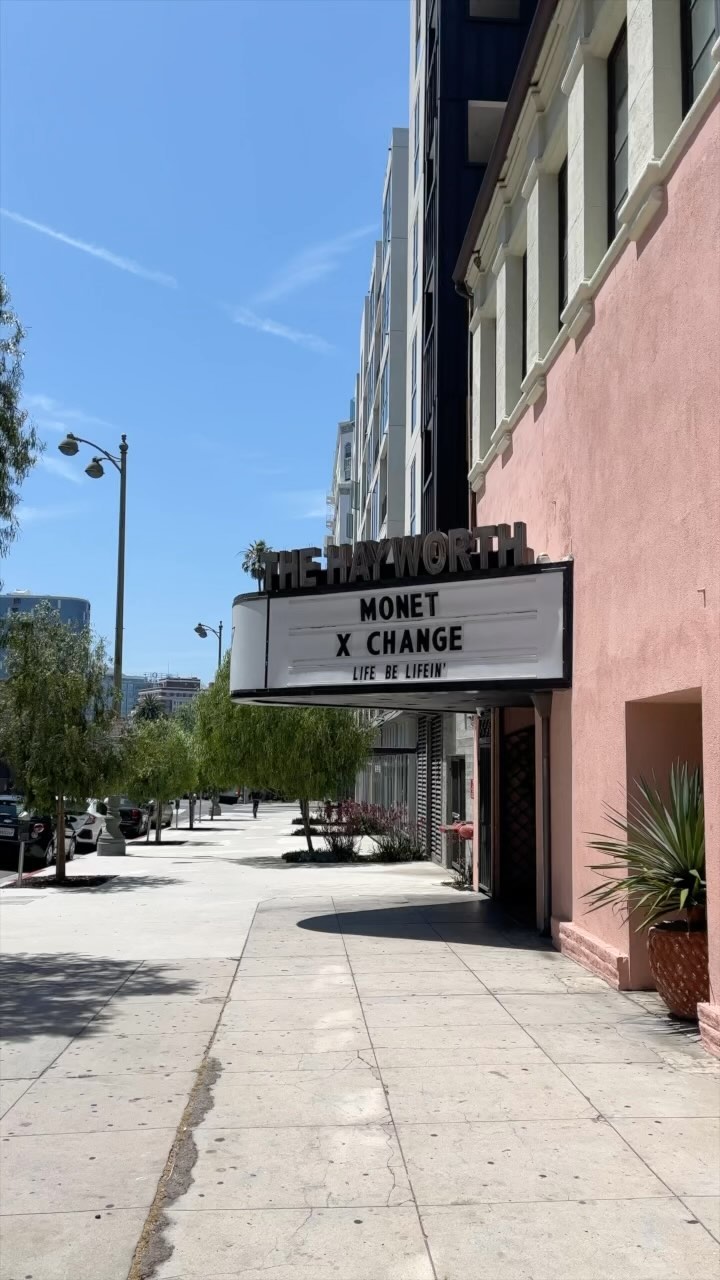 THE HAYWORTH
MONET
X CHANGE
LIFE BE LIFEIN'